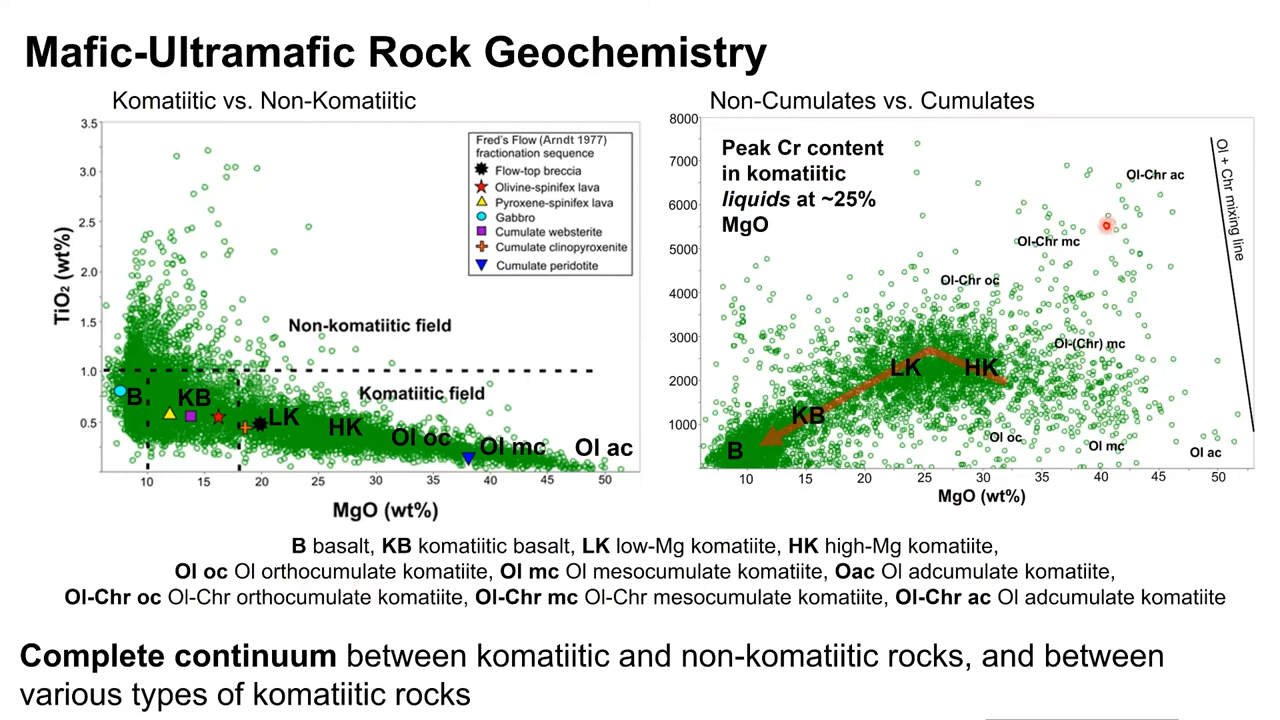 Mafic-Ultramafic Rock Geochemistry
Komatiitic vs. Non-Komatiitic
3.5
3.0
2.5
2.0
1.5
1.0
0.5
TiO₂ (wt%)
Fred's Flow (Arndt 1977)
fractionation sequence
Flow-top breccia
Olivine-spinifex lava
Pyroxene-spinifex lava
Gabbro
Cumulate websterite
Cumulate clinopyroxenite
Cumulate peridotite
Non-komatiitic field
Komatiitic field
B
KB
LK
HK
Ol oc
Ol mc
Ol ac
10 15 20 25 30 35 40 45 50
MgO (wt%)
Non-Cumulates vs. Cumulates
8000
7000
6000
5000
4000
3000
2000
1000
Peak Cr content
in komatiitic
liquids at ~25%
MgO
Ol-Chr ac
Ol + Chr mixing line
Ol-Chr mc
Ol-Chr oc
Ol-(Chr) mc
LK
HK
KB
B
Ol oc
Ol mc
Ol ac
10 15 20 25 30 35 40 45 50
MgO (wt%)
B basalt, KB komatiitic basalt, LK low-Mg komatiite, HK high-Mg komatiite,
Ol oc Ol orthocumulate komatiite, Ol mc Ol mesocumulate komatiite, Oac Ol adcumulate komatiite,
Ol-Chr oc Ol-Chr orthocumulate komatiite, Ol-Chr mc Ol-Chr mesocumulate komatiite, Ol-Chr ac Ol adcumulate komatiite
Complete continuum between komatiitic and non-komatiitic rocks, and between
various types of komatiitic rocks